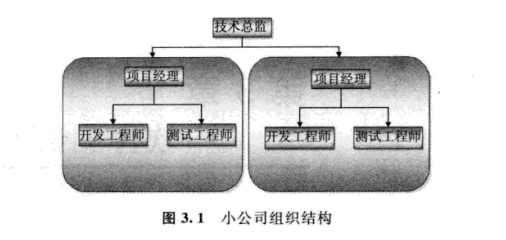 技术总监
项目经理
项目经理
开发工程师
测试工程师
开发工程师
测试工程师
图 3.1 小公司组织结构